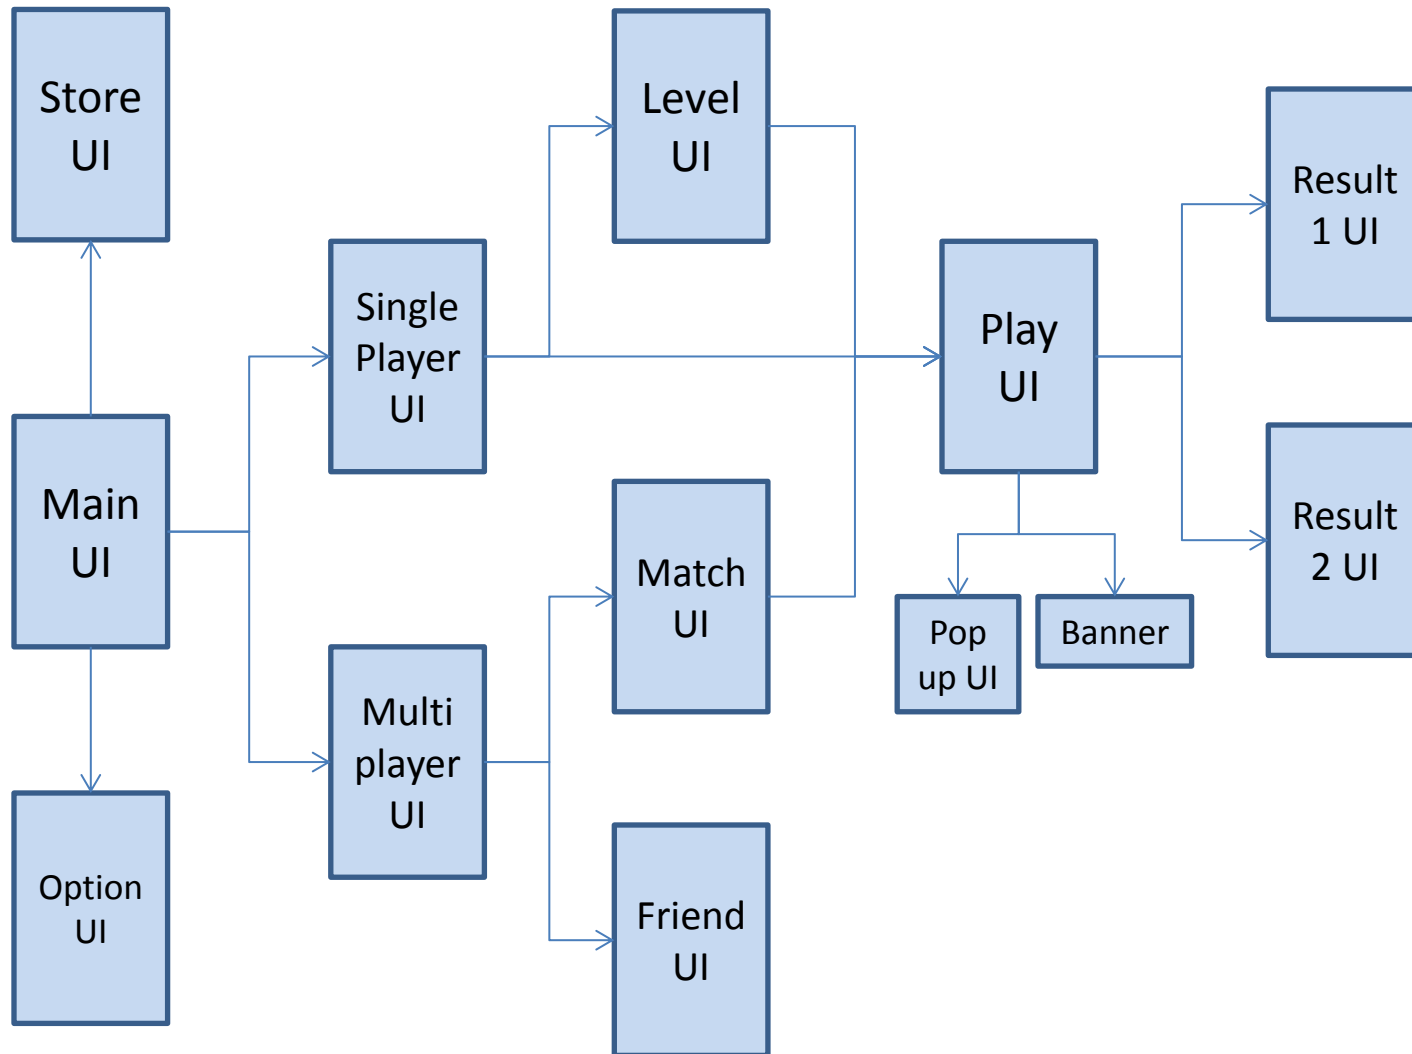 Store
UI
Level
UI
Result
1 UI
Single
Player
UI
Play
UI
Main
UI
Match
UI
Result
2 UI
Pop
up UI
Banner
Multi
player
UI
Option
UI
Friend
UI